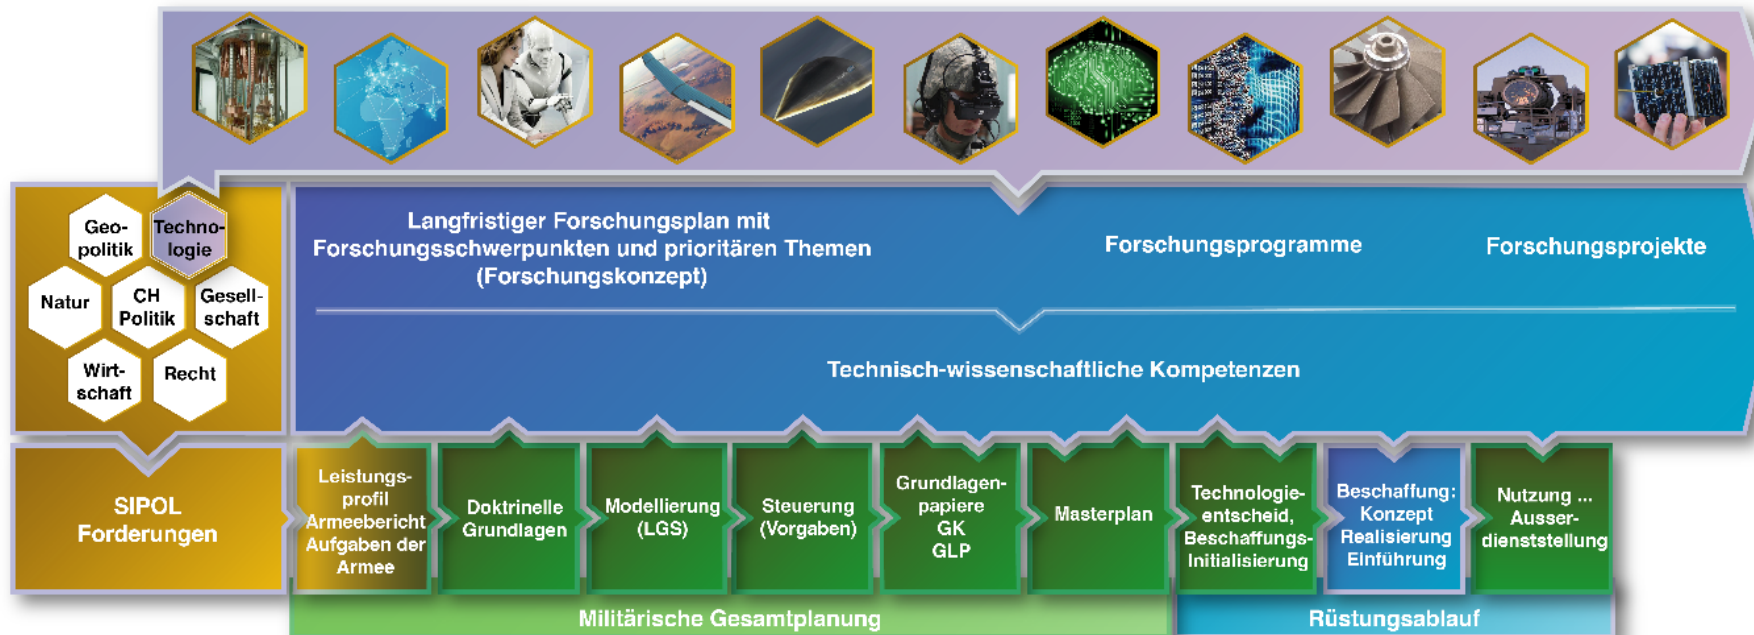 Geo-
politik
Techno-
logie
Natur
CH
Politik
Gesell-
schaft
Wirt-
schaft
Recht
Langfristiger Forschungsplan mit
Forschungsschwerpunkten und prioritären Themen
(Forschungskonzept)
Forschungsprogramme
Forschungsprojekte
Technisch-wissenschaftliche Kompetenzen
SIPOL
Forderungen
Leistungs-
profil
Armeebericht
Aufgaben der
Armee
Doktrinelle
Grundlagen
Modellierung
(LGS)
Steuerung
(Vorgaben)
Grundlagen-
papiere
GK
GLP
Masterplan
Technologie-
entscheid,
Beschaffungs-
Initialisierung
Beschaffung:
Konzept
Realisierung
Einführung
Nutzung ...
Ausser-
dienststellung
Militärische Gesamtplanung
Rüstungsablauf